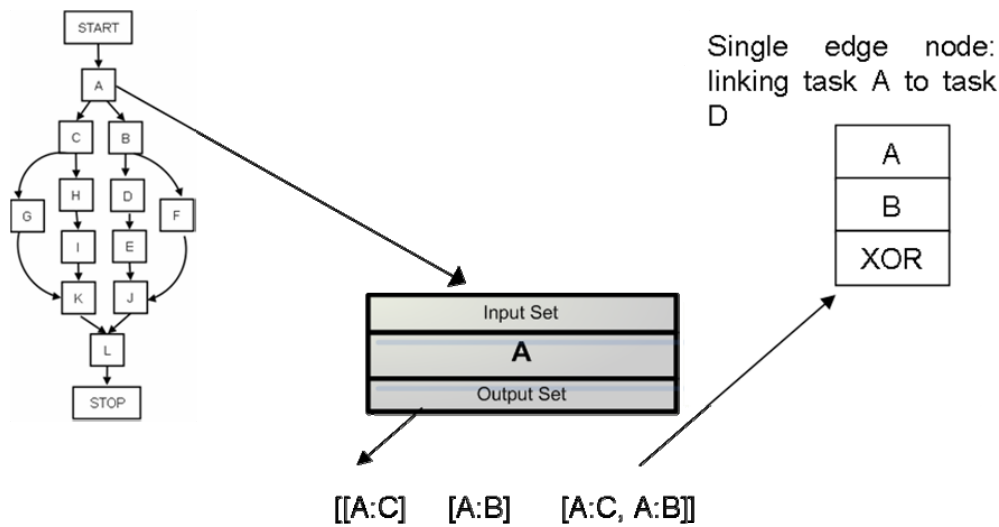 START
A
C B
H D
G F
I E
K J
L
STOP
Single edge node:
linking task A to task
D
A
B
XOR
Input Set
A
Output Set
[[A:C] [A:B] [A:C, A:B]]